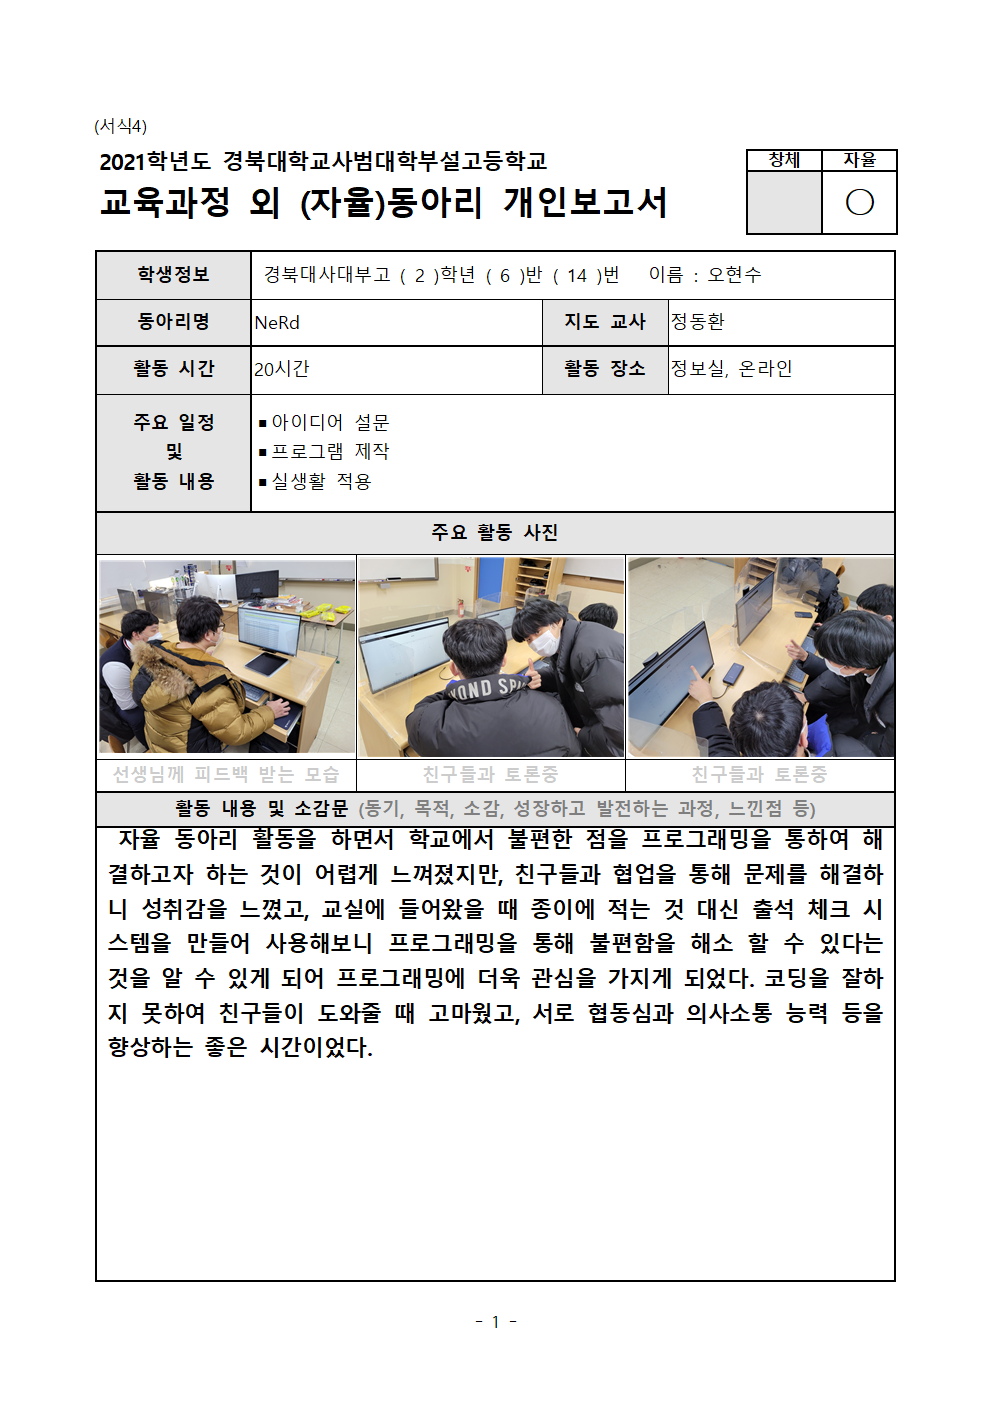 (서식4)
2021학년도 경북대학교사범대학부설고등학교
교육과정 외 (자율)동아리 개인보고서
창체 자율
○
학생정보 경북대사대부고 ( 2 )학년 ( 6 )반 ( 14 )번 이름 : 오현수
동아리명 NeRd 지도 교사 정동환
활동 시간 20시간 활동 장소 정보실, 온라인
주요 일정
및
활동 내용
▪아이디어 설문
▪프로그램 제작
▪실생활 적용
주요 활동 사진
OND SPI
선생님께 피드백 받는 모습 친구들과 토론중 친구들과 토론중
활동 내용 및 소감문 (동기, 목적, 소감, 성장하고 발전하는 과정, 느낀점 등)
자율 동아리 활동을 하면서 학교에서 불편한 점을 프로그래밍을 통하여 해
결하고자 하는 것이 어렵게 느껴졌지만, 친구들과 협업을 통해 문제를 해결하
니 성취감을 느꼈고, 교실에 들어왔을 때 종이에 적는 것 대신 출석 체크 시
스템을 만들어 사용해보니 프로그래밍을 통해 불편함을 해소 할 수 있다는
것을 알 수 있게 되어 프로그래밍에 더욱 관심을 가지게 되었다. 코딩을 잘하
지 못하여 친구들이 도와줄 때 고마웠고, 서로 협동심과 의사소통 능력 등을
향상하는 좋은 시간이었다.
- 1 -